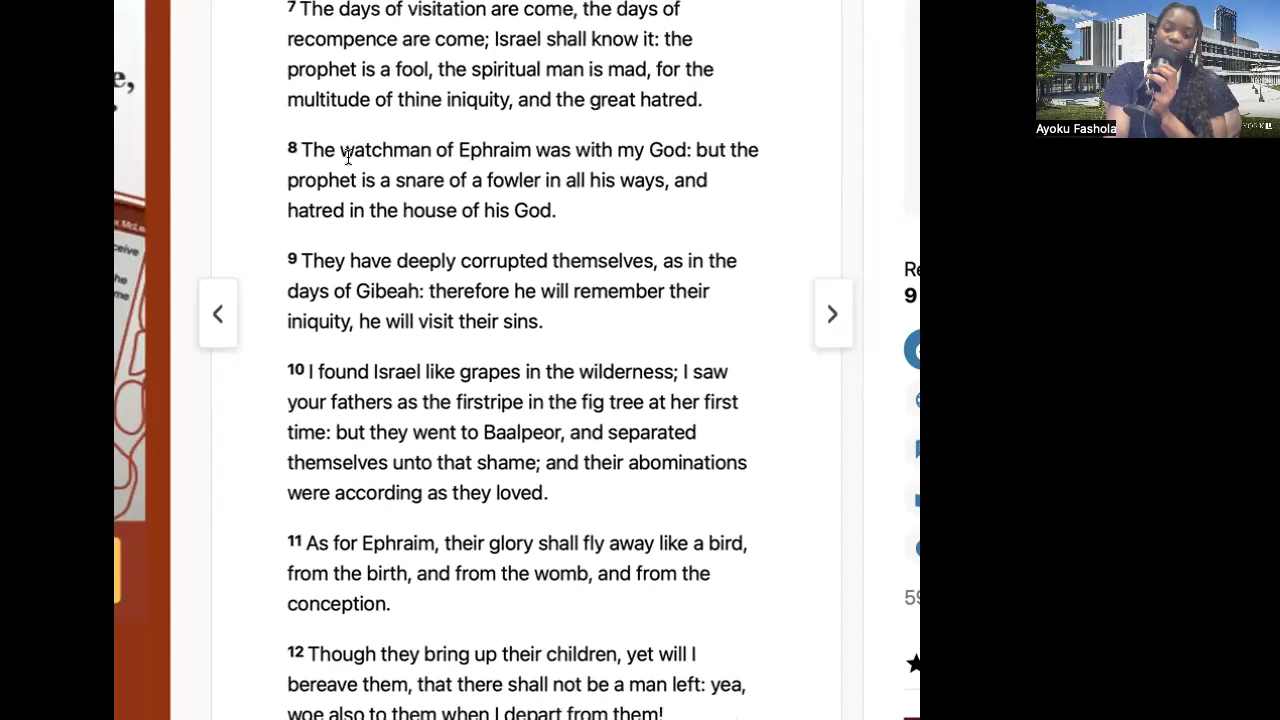 7 The days of visitation are come, the days of
recompence are come; Israel shall know it: the
prophet is a fool, the spiritual man is mad, for the
multitude of thine iniquity, and the great hatred.
8 The watchman of Ephraim was with my God: but the
prophet is a snare of a fowler in all his ways, and
hatred in the house of his God.
9 They have deeply corrupted themselves, as in the
days of Gibeah: therefore he will remember their
iniquity, he will visit their sins.
10 I found Israel like grapes in the wilderness; I saw
your fathers as the firstripe in the fig tree at her first
time: but they went to Baalpeor, and separated
themselves unto that shame; and their abominations
were according as they loved.
11 As for Ephraim, their glory shall fly away like a bird,
from the birth, and from the womb, and from the
conception.
12 Though they bring up their children, yet will I
bereave them, that there shall not be a man left: yea,
woe also to them when I depart from them!
Ayoku Fashola
9